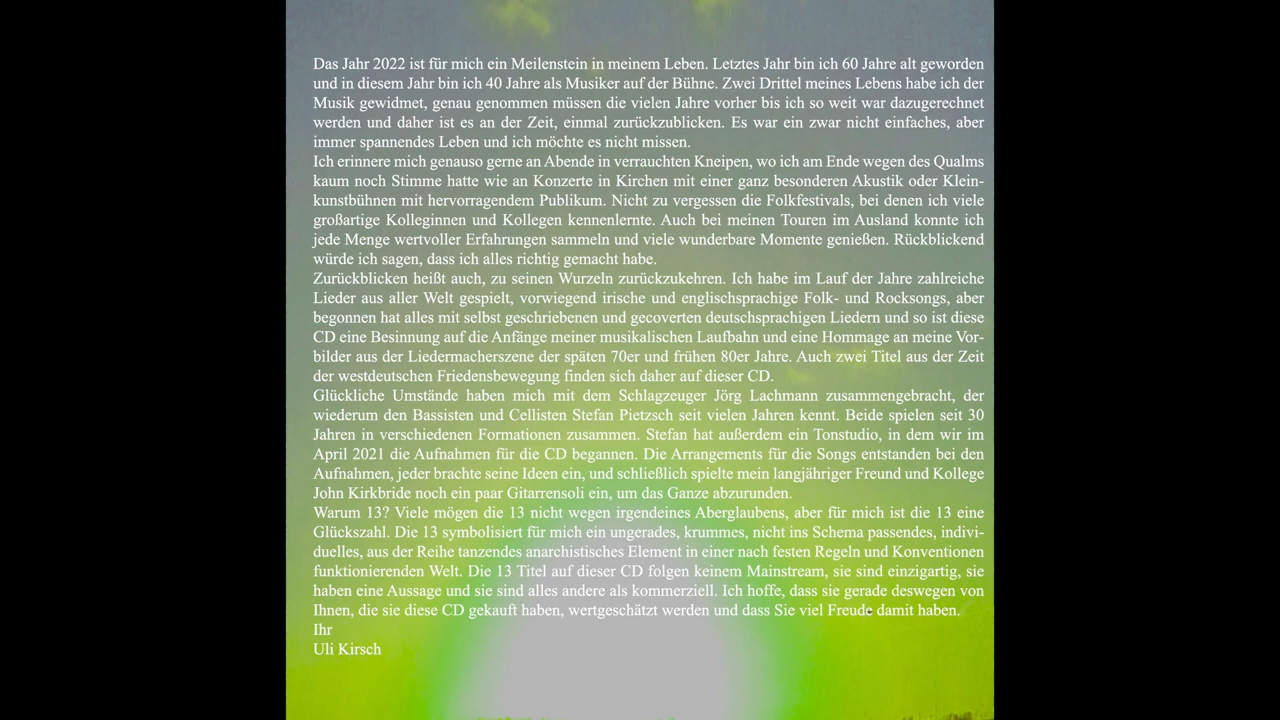 Das Jahr 2022 ist für mich ein Meilenstein in meinem Leben. Letztes Jahr bin ich 60 Jahre alt geworden
und in diesem Jahr bin ich 40 Jahre als Musiker auf der Bühne. Zwei Drittel meines Lebens habe ich der
Musik gewidmet, genau genommen müssen die vielen Jahre vorher bis ich so weit war dazugerechnet
werden und daher ist es an der Zeit, einmal zurückzublicken. Es war ein zwar nicht einfaches, aber
immer spannendes Leben und ich möchte es nicht missen.
Ich erinnere mich genauso gerne an Abende in verrauchten Kneipen, wo ich am Ende wegen des Qualms
kaum noch Stimme hatte wie an Konzerte in Kirchen mit einer ganz besonderen Akustik oder Klein-
kunstbühnen mit hervorragendem Publikum. Nicht zu vergessen die Folkfestivals, bei denen ich viele
großartige Kolleginnen und Kollegen kennenlernte. Auch bei meinen Touren im Ausland konnte ich
jede Menge wertvoller Erfahrungen sammeln und viele wunderbare Momente genießen. Rückblickend
würde ich sagen, dass ich alles richtig gemacht habe.
Zurückblicken heißt auch, zu seinen Wurzeln zurückzukehren. Ich habe im Lauf der Jahre zahlreiche
Lieder aus aller Welt gespielt, vorwiegend irische und englischsprachige Folk- und Rocksongs, aber
begonnen hat alles mit selbst geschriebenen und gecoverten deutschsprachigen Liedern und so ist diese
CD eine Besinnung auf die Anfänge meiner musikalischen Laufbahn und eine Hommage an meine Vor-
bilder aus der Liedermacherszene der späten 70er und frühen 80er Jahre. Auch zwei Titel aus der Zeit
der westdeutschen Friedensbewegung finden sich daher auf dieser CD.
Glückliche Umstände haben mich mit dem Schlagzeuger Jörg Lachmann zusammengebracht, der
wiederum den Bassisten und Cellisten Stefan Pietzsch seit vielen Jahren kennt. Beide spielen seit 30
Jahren in verschiedenen Formationen zusammen. Stefan hat außerdem ein Tonstudio, in dem wir im
April 2021 die Aufnahmen für die CD begannen. Die Arrangements für die Songs entstanden bei den
Aufnahmen, jeder brachte seine Ideen ein, und schließlich spielte mein langjähriger Freund und Kollege
John Kirkbride noch ein paar Gitarrensoli ein, um das Ganze abzurunden.
Warum 13? Viele mögen die 13 nicht wegen irgendeines Aberglaubens, aber für mich ist die 13 eine
Glückszahl. Die 13 symbolisiert für mich ein ungerades, krummes, nicht ins Schema passendes, indivi-
duelles, aus der Reihe tanzendes anarchistisches Element in einer nach festen Regeln und Konventionen
funktionierenden Welt. Die 13 Titel auf dieser CD folgen keinem Mainstream, sie sind einzigartig, sie
haben eine Aussage und sie sind alles andere als kommerziell. Ich hoffe, dass sie gerade deswegen von
Ihnen, die sie diese CD gekauft haben, wertgeschätzt werden und dass Sie viel Freude damit haben.
Ihr
Uli Kirsch